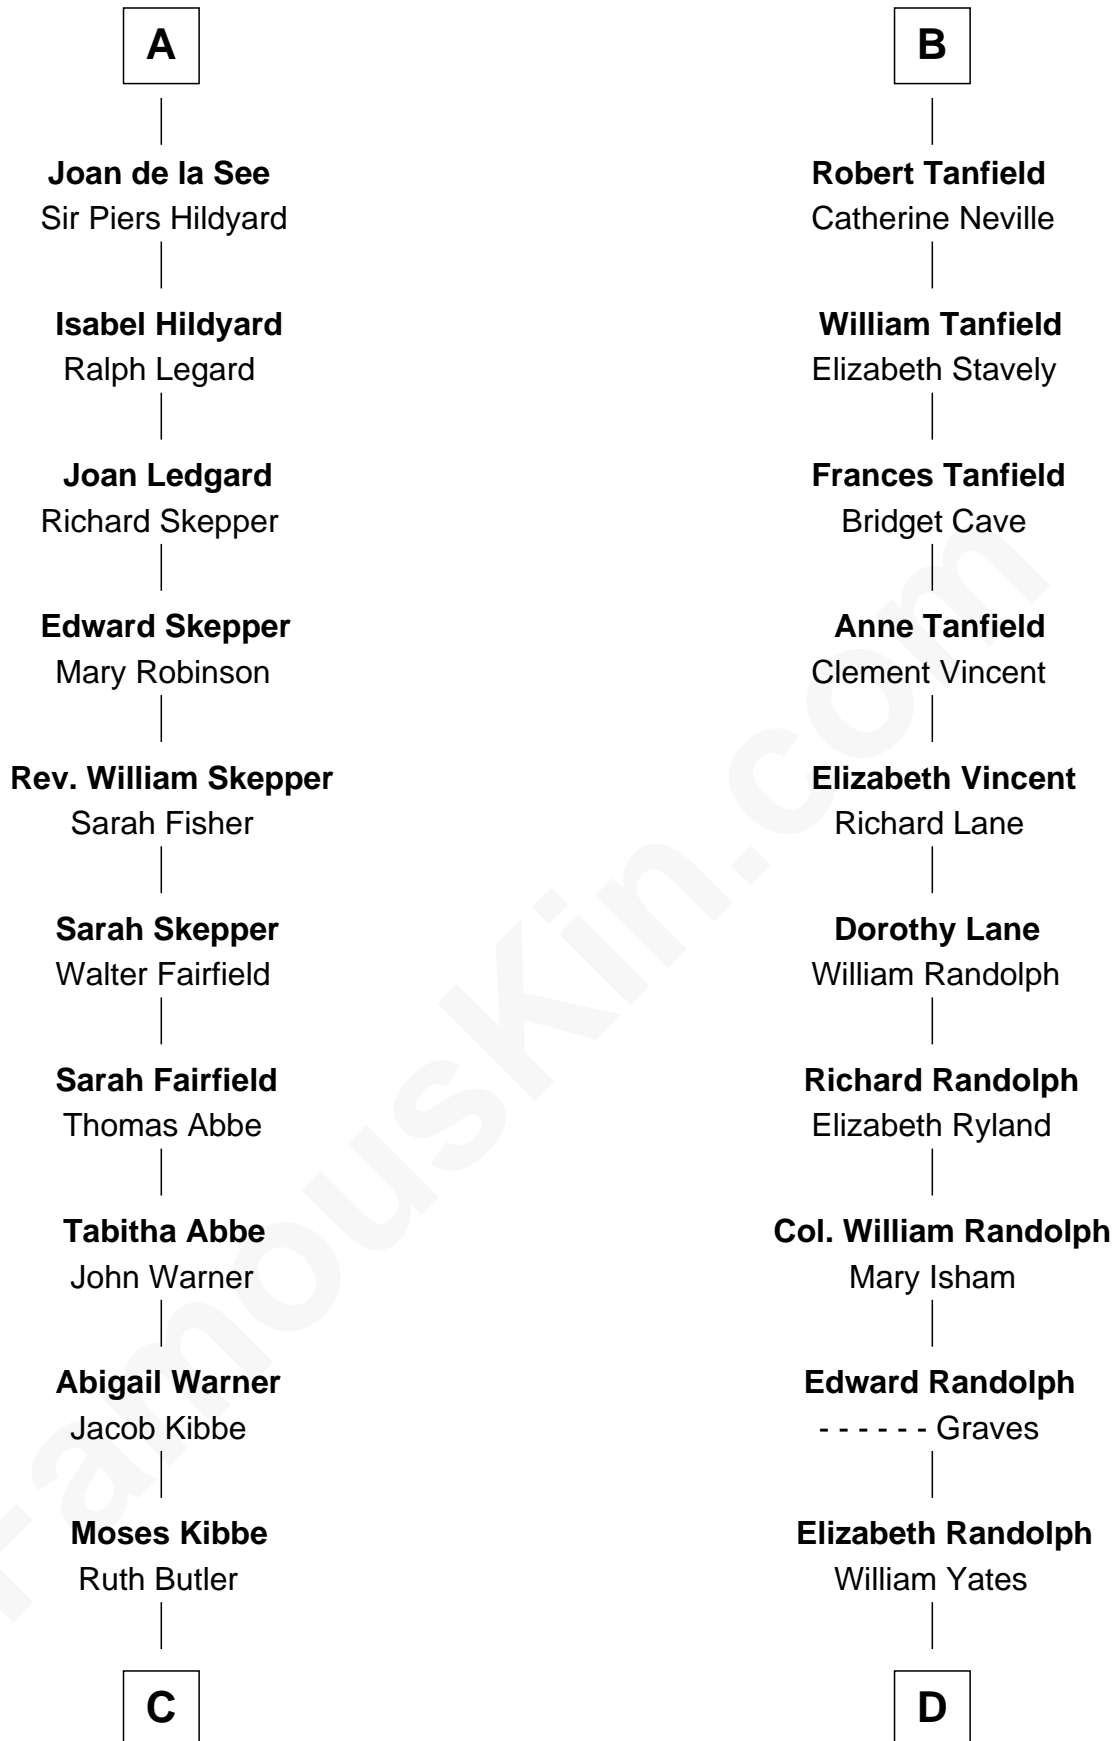 A
Joan de la See
Sir Piers Hildyard
Isabel Hildyard
Ralph Legard
Joan Ledgard
Richard Skepper
Edward Skepper
Mary Robinson
Rev. William Skepper
Sarah Fisher
Sarah Skepper
Walter Fairfield
Sarah Fairfield
Thomas Abbe
Tabitha Abbe
John Warner
Abigail Warner
Jacob Kibbe
Moses Kibbe
Ruth Butler
C
B
Robert Tanfield
Catherine Neville
William Tanfield
Elizabeth Stavely
Frances Tanfield
Bridget Cave
Anne Tanfield
Clement Vincent
Elizabeth Vincent
Richard Lane
Dorothy Lane
William Randolph
Richard Randolph
Elizabeth Ryland
Col. William Randolph
Mary Isham
Edward Randolph
- - - - - - Graves
Elizabeth Randolph
William Yates
D
FamousKin.com